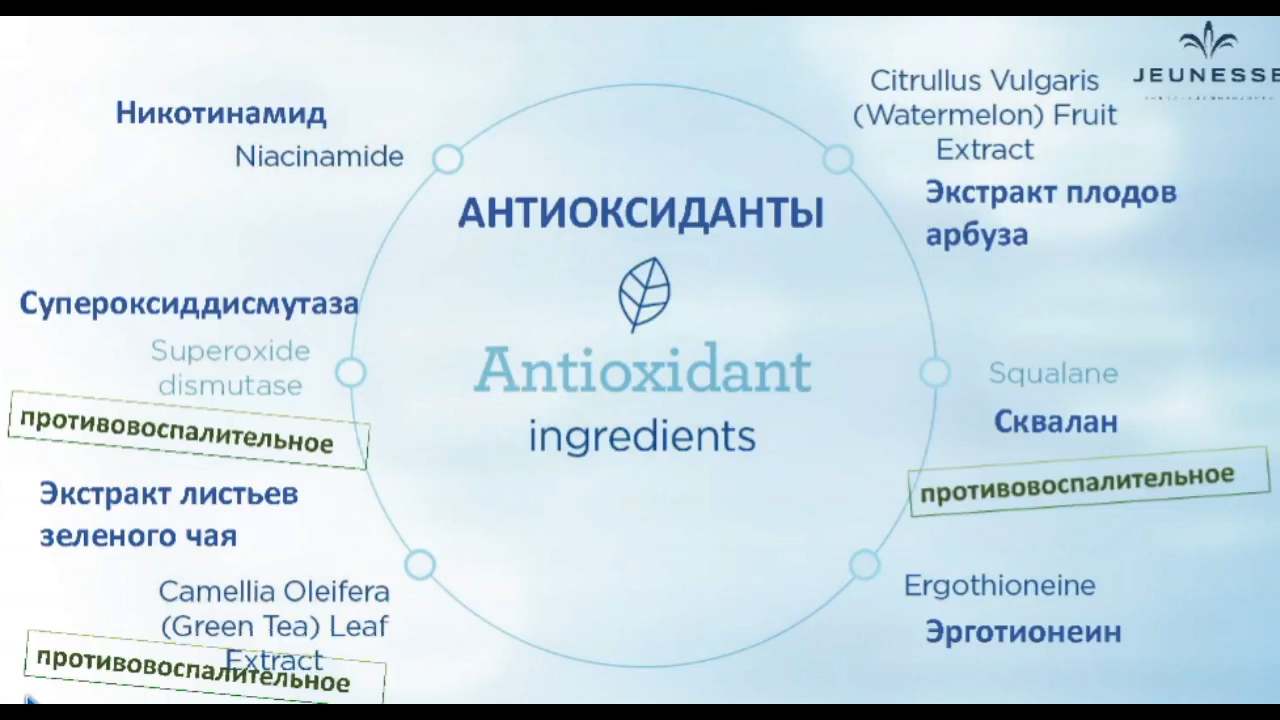 JEUNESSE
Никотинамид
Niacinamide
Citrullus Vulgaris
(Watermelon) Fruit
Extract
Экстракт плодов
арбуза
АНТИОКСИДАНТЫ
Antioxidant
ingredients
Супероксиддисмутаза
Superoxide
dismutase
противовоспалительное
Squalane
Сквалан
противовоспалительное
Экстракт листьев
зеленого чая
Camellia Oleifera
(Green Tea) Leaf
Extract
противовоспалительное
Ergothioneine
Эрготионеин